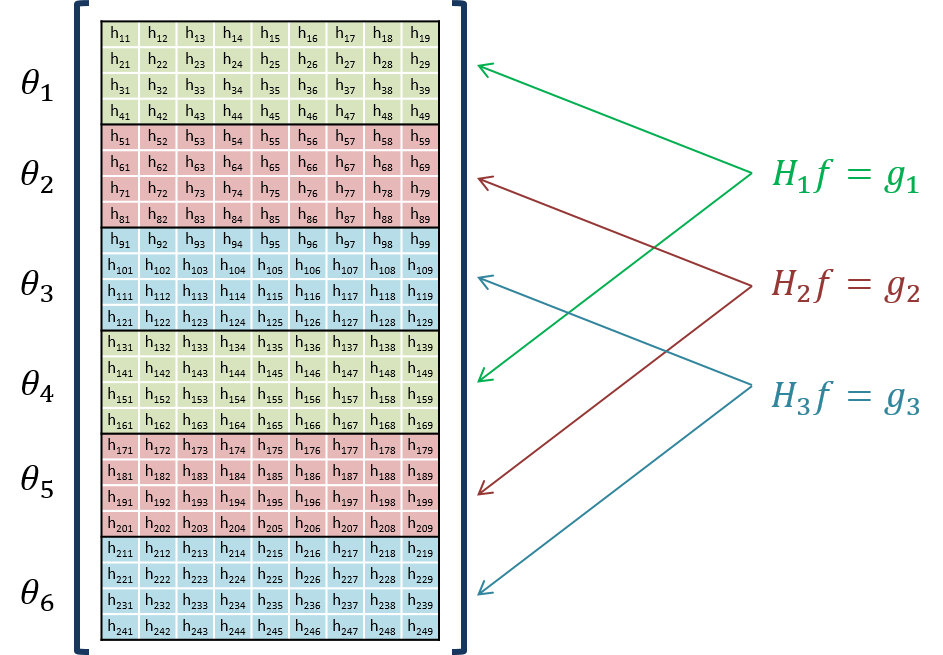 θ₁
θ₂
θ₃
θ₄
θ₅
θ₆
h₁₁ h₁₂ h₁₃ h₁₄ h₁₅ h₁₆ h₁₇ h₁₈ h₁₉
h₂₁ h₂₂ h₂₃ h₂₄ h₂₅ h₂₆ h₂₇ h₂₈ h₂₉
h₃₁ h₃₂ h₃₃ h₃₄ h₃₅ h₃₆ h₃₇ h₃₈ h₃₉
h₄₁ h₄₂ h₄₃ h₄₄ h₄₅ h₄₆ h₄₇ h₄₈ h₄₉
h₅₁ h₅₂ h₅₃ h₅₄ h₅₅ h₅₆ h₅₇ h₅₈ h₅₉
h₆₁ h₆₂ h₆₃ h₆₄ h₆₅ h₆₆ h₆₇ h₆₈ h₆₉
h₇₁ h₇₂ h₇₃ h₇₄ h₇₅ h₇₆ h₇₇ h₇₈ h₇₉
h₈₁ h₈₂ h₈₃ h₈₄ h₈₅ h₈₆ h₈₇ h₈₈ h₈₉
h₉₁ h₉₂ h₉₃ h₉₄ h₉₅ h₉₆ h₉₇ h₉₈ h₉₉
h₁₀₁ h₁₀₂ h₁₀₃ h₁₀₄ h₁₀₅ h₁₀₆ h₁₀₇ h₁₀₈ h₁₀₉
h₁₁₁ h₁₁₂ h₁₁₃ h₁₁₄ h₁₁₅ h₁₁₆ h₁₁₇ h₁₁₈ h₁₁₉
h₁₂₁ h₁₂₂ h₁₂₃ h₁₂₄ h₁₂₅ h₁₂₆ h₁₂₇ h₁₂₈ h₁₂₉
h₁₃₁ h₁₃₂ h₁₃₃ h₁₃₄ h₁₃₅ h₁₃₆ h₁₃₇ h₁₃₈ h₁₃₉
h₁₄₁ h₁₄₂ h₁₄₃ h₁₄₄ h₁₄₅ h₁₄₆ h₁₄₇ h₁₄₈ h₁₄₉
h₁₅₁ h₁₅₂ h₁₅₃ h₁₅₄ h₁₅₅ h₁₅₆ h₁₅₇ h₁₅₈ h₁₅₉
h₁₆₁ h₁₆₂ h₁₆₃ h₁₆₄ h₁₆₅ h₁₆₆ h₁₆₇ h₁₆₈ h₁₆₉
h₁₇₁ h₁₇₂ h₁₇₃ h₁₇₄ h₁₇₅ h₁₇₆ h₁₇₇ h₁₇₈ h₁₇₉
h₁₈₁ h₁₈₂ h₁₈₃ h₁₈₄ h₁₈₅ h₁₈₆ h₁₈₇ h₁₈₈ h₁₈₉
h₁₉₁ h₁₉₂ h₁₉₃ h₁₉₄ h₁₉₅ h₁₉₆ h₁₉₇ h₁₉₈ h₁₉₉
h₂₀₁ h₂₀₂ h₂₀₃ h₂₀₄ h₂₀₅ h₂₀₆ h₂₀₇ h₂₀₈ h₂₀₉
h₂₁₁ h₂₁₂ h₂₁₃ h₂₁₄ h₂₁₅ h₂₁₆ h₂₁₇ h₂₁₈ h₂₁₉
h₂₂₁ h₂₂₂ h₂₂₃ h₂₂₄ h₂₂₅ h₂₂₆ h₂₂₇ h₂₂₈ h₂₂₉
h₂₃₁ h₂₃₂ h₂₃₃ h₂₃₄ h₂₃₅ h₂₃₆ h₂₃₇ h₂₃₈ h₂₃₉
h₂₄₁ h₂₄₂ h₂₄₃ h₂₄₄ h₂₄₅ h₂₄₆ h₂₄₇ h₂₄₈ h₂₄₉
H₁f = g₁
H₂f = g₂
H₃f = g₃